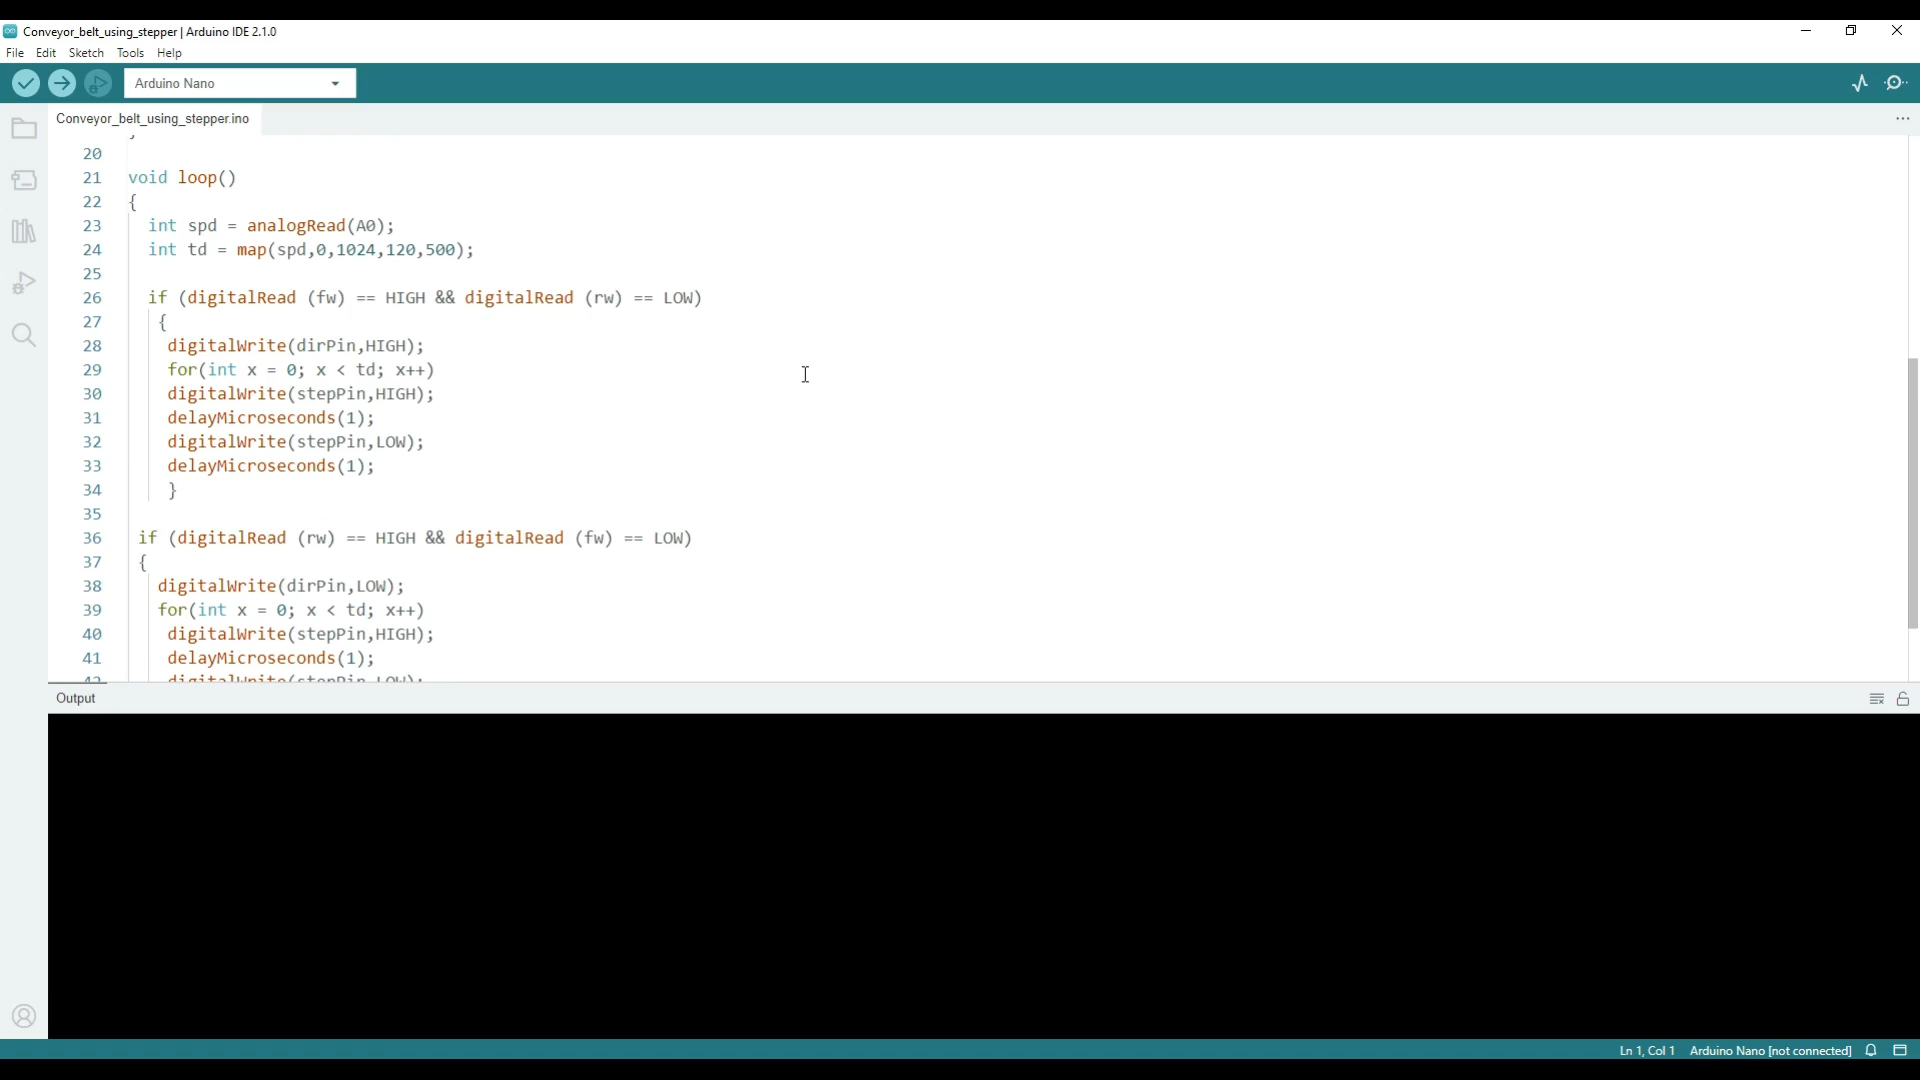 Conveyor_belt_using_stepper | Arduino IDE 2.1.0
File Edit Sketch Tools Help
Arduino Nano
Conveyor_belt_using_stepper.ino
20
21 void loop()
22 {
23 int spd = analogRead(A0);
24 int td = map(spd,0,1024,120,500);
25
26 if (digitalRead (fw) == HIGH && digitalRead (rw) == LOW)
27 {
28 digitalWrite(dirPin,HIGH);
29 for(int x = 0; x < td; x++)
30 digitalWrite(stepPin,HIGH);
31 delayMicroseconds(1);
32 digitalWrite(stepPin,LOW);
33 delayMicroseconds(1);
34 }
35
36 if (digitalRead (rw) == HIGH && digitalRead (fw) == LOW)
37 {
38 digitalWrite(dirPin,LOW);
39 for(int x = 0; x < td; x++)
40 digitalWrite(stepPin,HIGH);
41 delayMicroseconds(1);
42 digitalWrite(stepPin,LOW);
Output
Ln 1, Col 1 Arduino Nano [not connected]